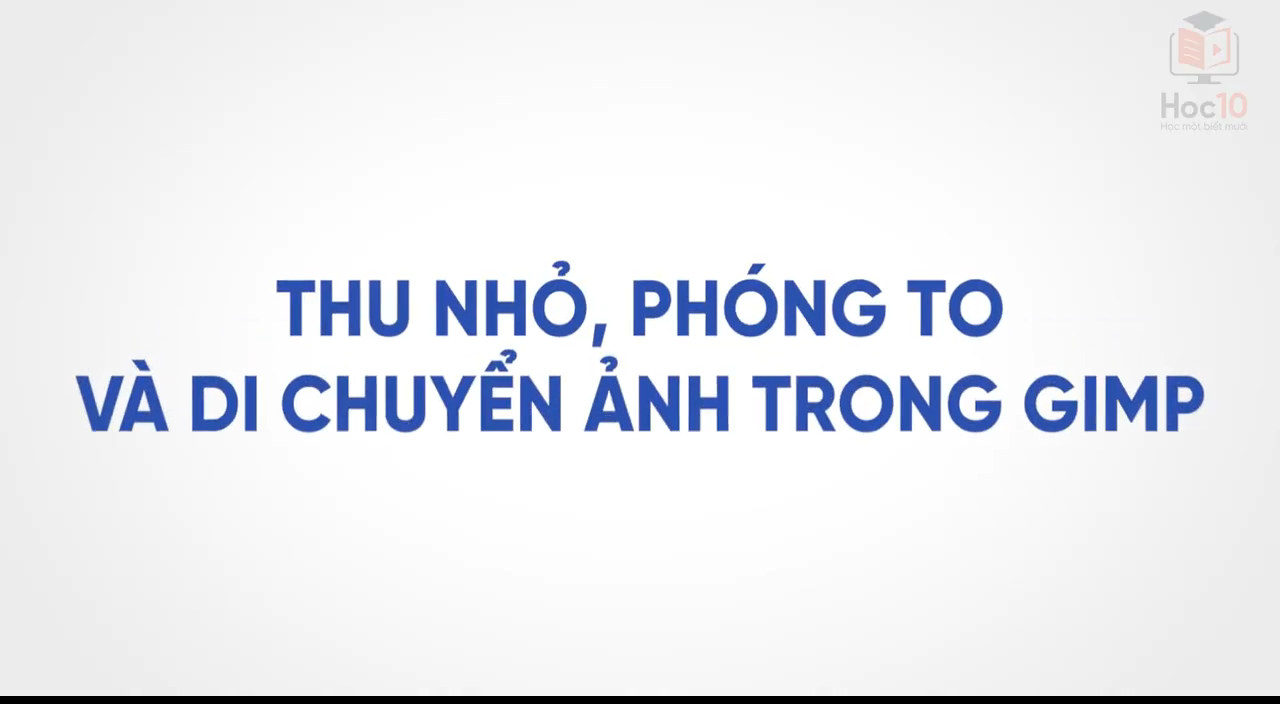 Hoc10
Học một biết mười
THU NHỎ, PHÓNG TO
VÀ DI CHUYỂN ẢNH TRONG GIMP